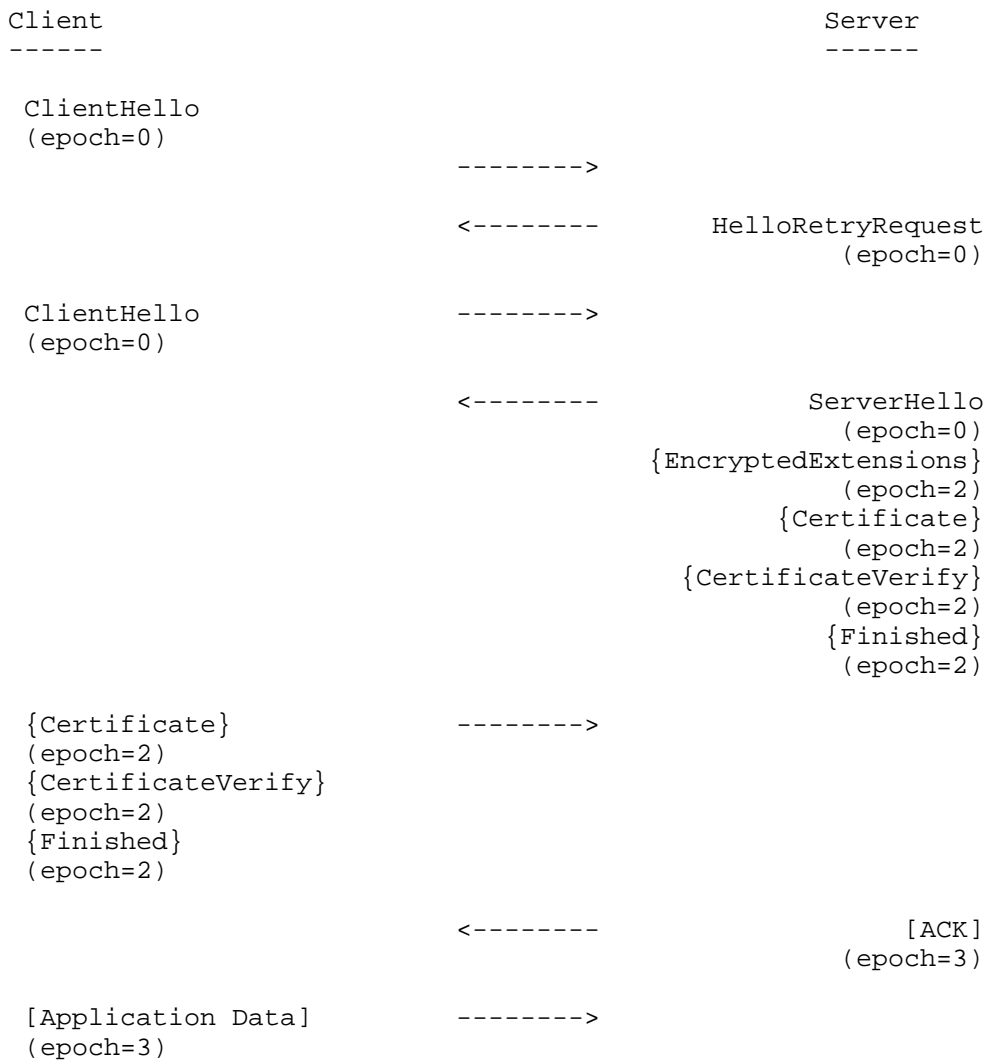 Client                                             Server
------                                             ------

 ClientHello
 (epoch=0)
                            -------->

                            <--------       HelloRetryRequest
                                                    (epoch=0)

 ClientHello                -------->
 (epoch=0)

                            <--------             ServerHello
                                                    (epoch=0)
                                        {EncryptedExtensions}
                                                    (epoch=2)
                                                {Certificate}
                                                    (epoch=2)
                                          {CertificateVerify}
                                                    (epoch=2)
                                                   {Finished}
                                                    (epoch=2)

 {Certificate}              -------->
 (epoch=2)
 {CertificateVerify}
 (epoch=2)
 {Finished}
 (epoch=2)

                            <--------                   [ACK]
                                                    (epoch=3)

 [Application Data]         -------->
 (epoch=3)